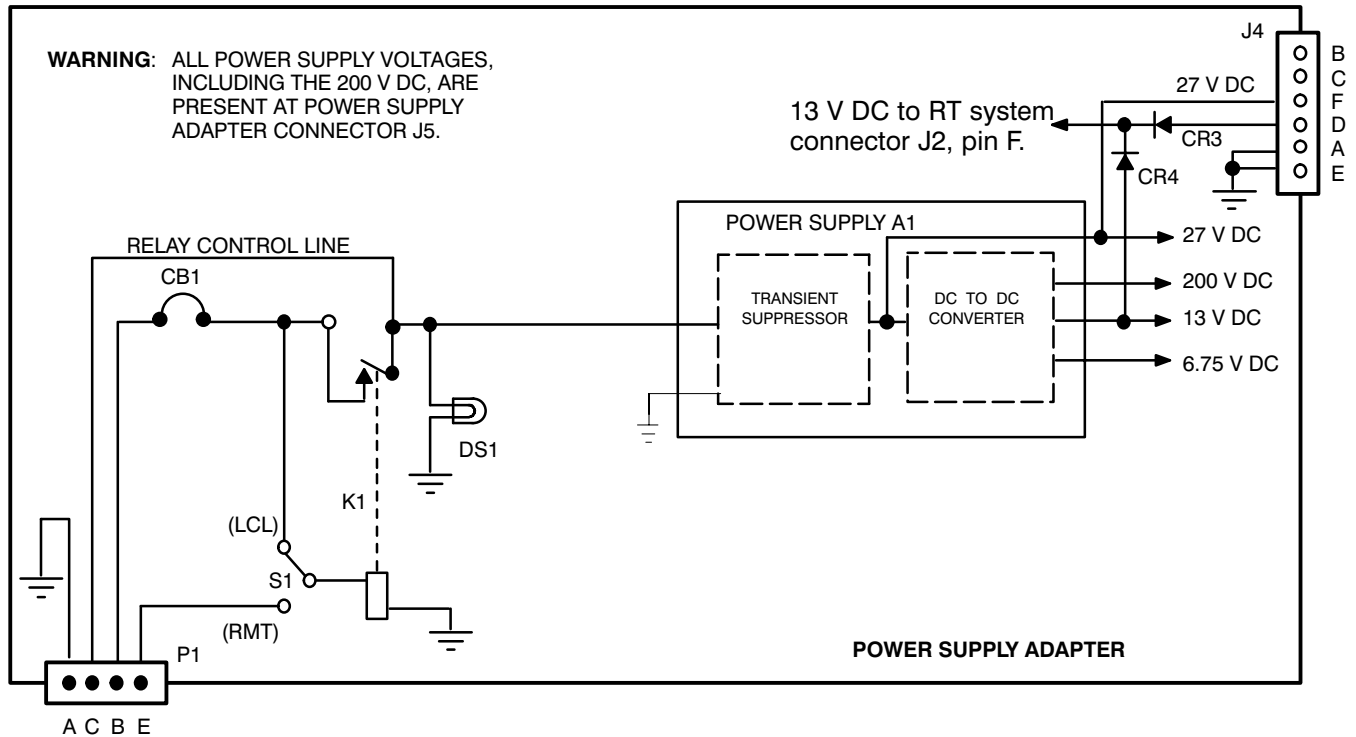 J4
WARNING: ALL POWER SUPPLY VOLTAGES,
INCLUDING THE 200 V DC, ARE
PRESENT AT POWER SUPPLY
ADAPTER CONNECTOR J5.
B
C
F
D
A
E
27 V DC
13 V DC to RT system
connector J2, pin F.
CR3
CR4
POWER SUPPLY A1
RELAY CONTROL LINE
CB1
TRANSIENT
SUPPRESSOR
DC TO DC
CONVERTER
27 V DC
200 V DC
13 V DC
6.75 V DC
DS1
K1
(LCL)
S1
(RMT)
P1
POWER SUPPLY ADAPTER
A C B E